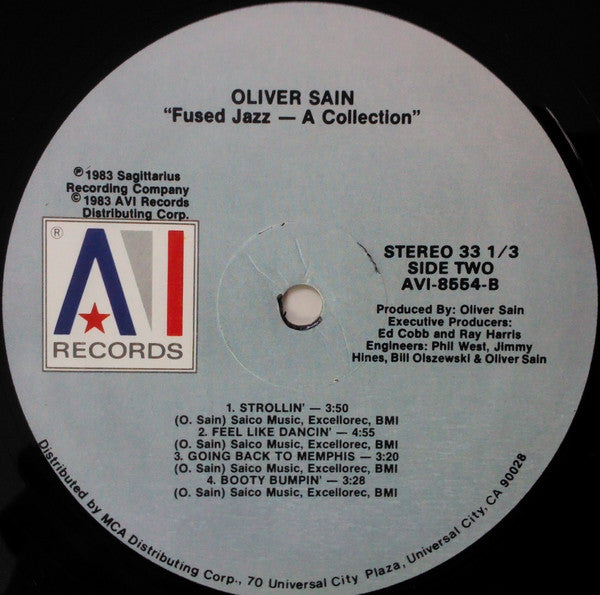 OLIVER SAIN
"Fused Jazz — A Collection"
℗ 1983 Sagittarius
Recording Company
© 1983 AVI Records
Distributing Corp.
®
AVI
RECORDS
STEREO 33 1/3
SIDE TWO
AVI-8554-B
Produced By: Oliver Sain
Executive Producers:
Ed Cobb and Ray Harris
Engineers: Phil West, Jimmy
Hines, Bill Olszewski & Oliver Sain
1. STROLLIN' — 3:50
(O. Sain) Saico Music, Excellorec, BMI
2. FEEL LIKE DANCIN' — 4:55
(O. Sain) Saico Music, Excellorec, BMI
3. GOING BACK TO MEMPHIS — 3:20
(O. Sain) Saico Music, Excellorec, BMI
4. BOOTY BUMPIN' — 3:28
(O. Sain) Saico Music, Excellorec, BMI
Distributed by MCA Distributing Corp., 70 Universal City Plaza, Universal City, CA 90028